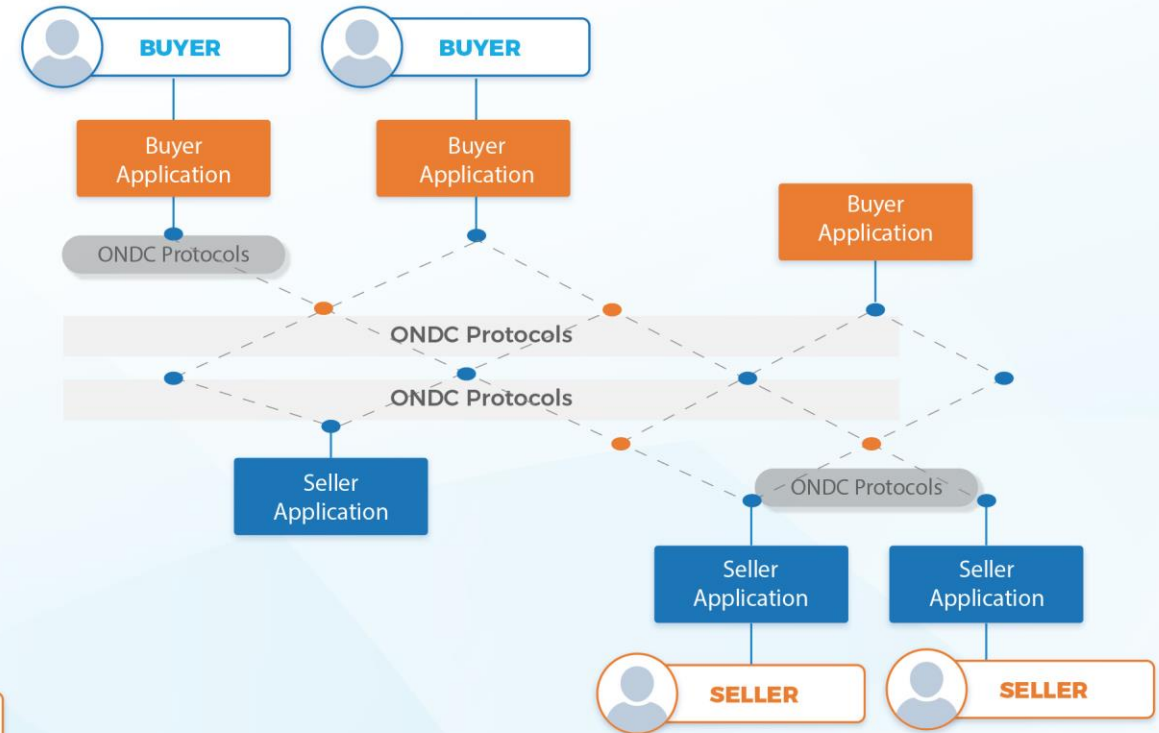 BUYER
BUYER
Buyer
Application
Buyer
Application
Buyer
Application
ONDC Protocols
ONDC Protocols
ONDC Protocols
Seller
Application
ONDC Protocols
Seller
Application
Seller
Application
SELLER
SELLER